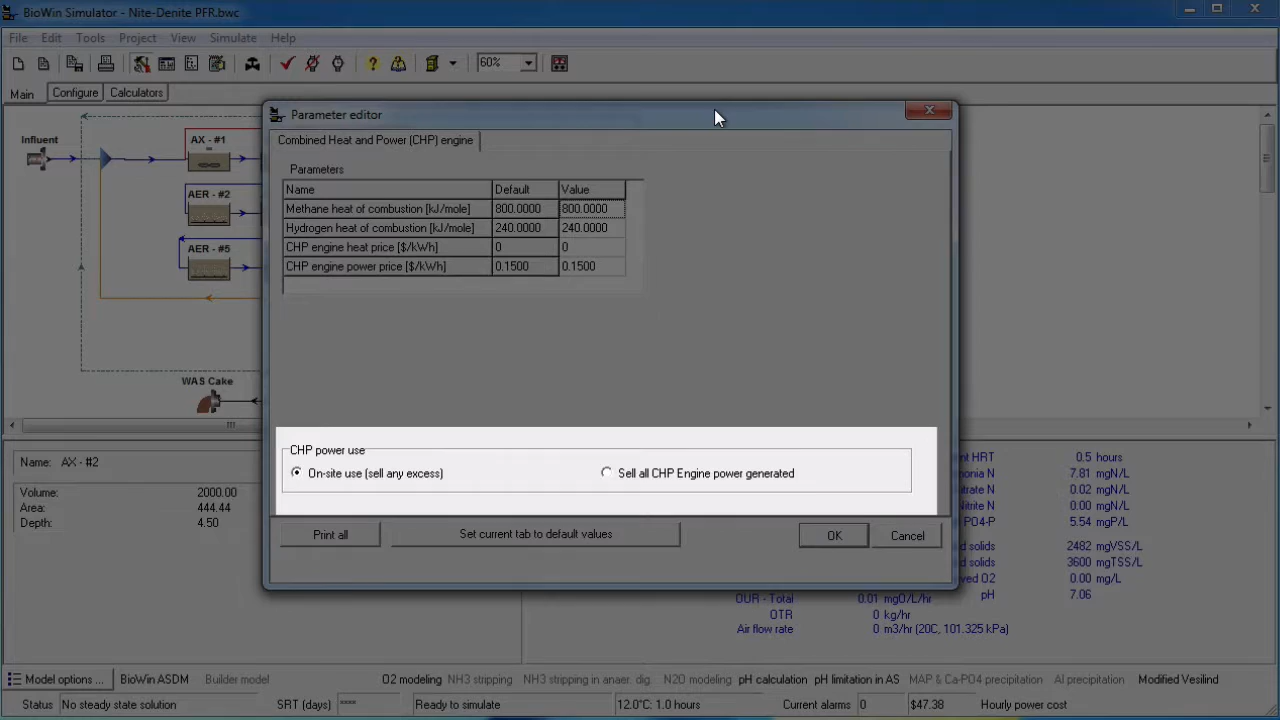 BioWin Simulator - Nite-Denite PFR.bwc
File Edit Tools Project View Simulate Help
60%
Main Configure Calculators
Influent
AX - #1
AER - #2
AER - #5
WAS Cake
Parameter editor
Combined Heat and Power (CHP) engine
Parameters
Name Default Value
Methane heat of combustion [kJ/mole] 800.0000 800.0000
Hydrogen heat of combustion [kJ/mole] 240.0000 240.0000
CHP engine heat price [$/kWh] 0 0
CHP engine power price [$/kWh] 0.1500 0.1500
CHP power use
On-site use (sell any excess) Sell all CHP Engine power generated
Print all Set current tab to default values OK Cancel
Name: AX - #2
Volume: 2000.00
Area: 444.44
Depth: 4.50
nt HRT 0.5 hours
onia N 7.81 mgN/L
trate N 0.02 mgN/L
Nitrite N 0 mgN/L
PO4-P 5.54 mgP/L
d solids 2482 mgVSS/L
d solids 3600 mgTSS/L
ved O2 0.00 mg/L
pH 7.06
OUR - Total 0.01 mgO/L/hr
OTR 0 kg/hr
Air flow rate 0 m3/hr (20C, 101.325 kPa)
Model options ... BioWin ASDM Builder model O2 modeling NH3 stripping NH3 stripping in anaer. dig. N2O modeling pH calculation pH limitation in AS MAP & Ca-PO4 precipitation Al precipitation Modified Vesilind
Status No steady state solution SRT (days) **** Ready to simulate 12.0°C: 1.0 hours Current alarms 0 $47.38 Hourly power cost